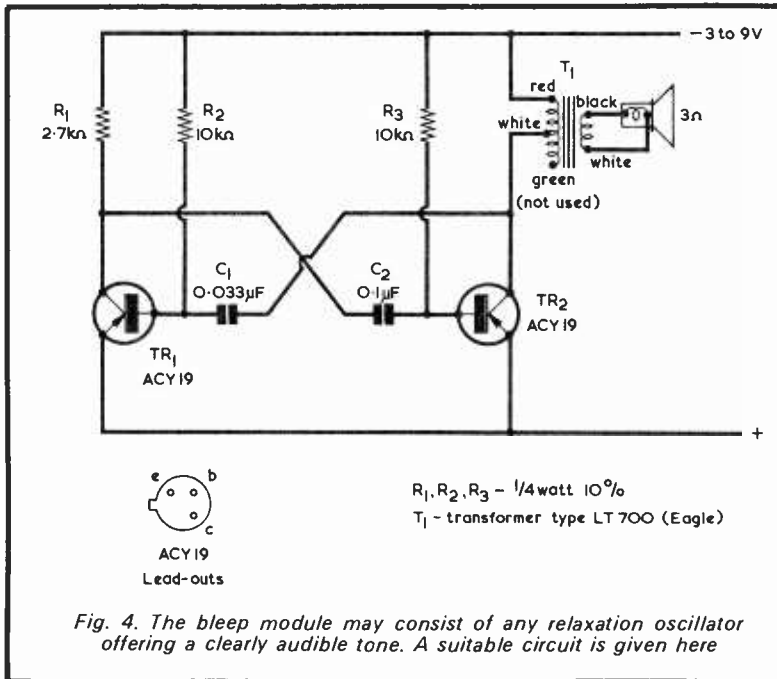 −3 to 9V
R1
2·7kΩ
R2
10kΩ
R3
10kΩ
T1
red
black
white
3Ω
green
(not used)
white
C1
0·033µF
C2
0·1µF
TR1
ACY19
TR2
ACY19
+
e
b
c
ACY19
Lead-outs
R1, R2, R3 – 1/4 watt 10%
T1 – transformer type LT700 (Eagle)
Fig. 4. The bleep module may consist of any relaxation oscillator
offering a clearly audible tone. A suitable circuit is given here